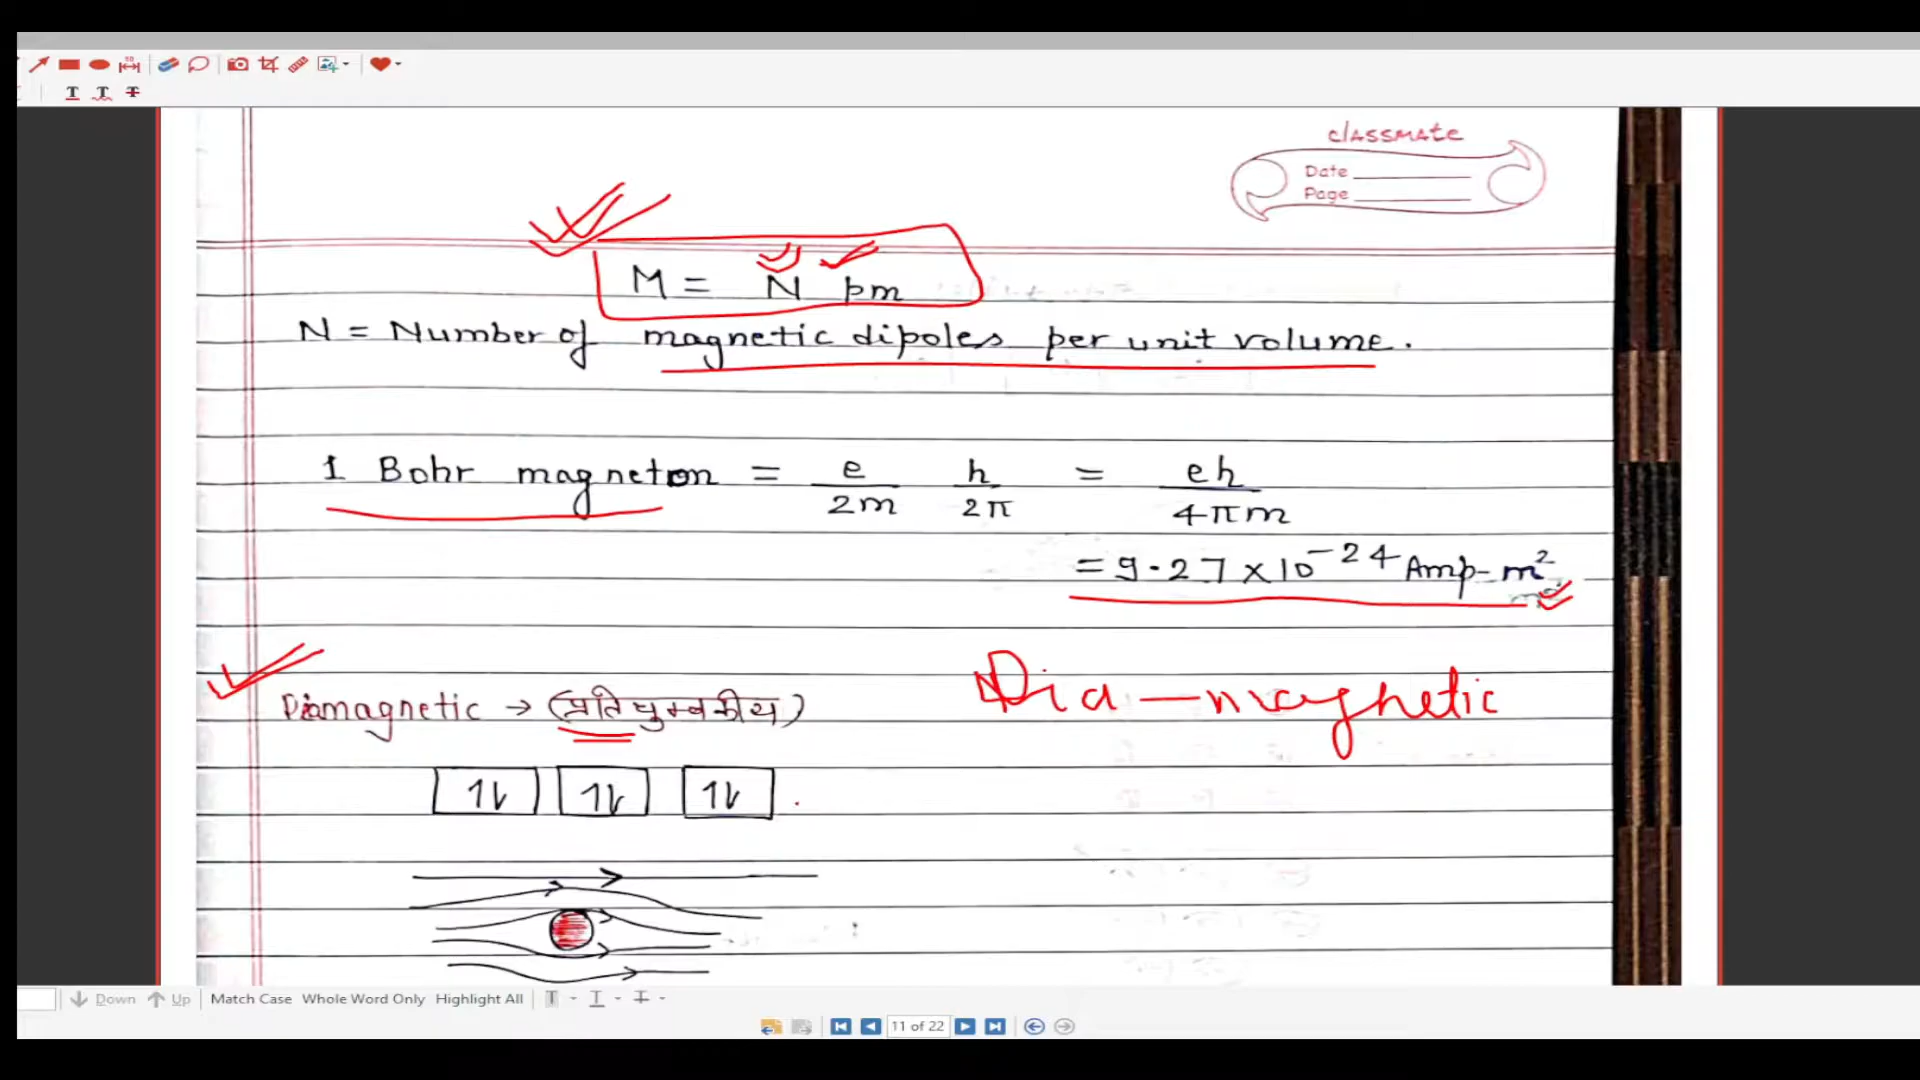 classmate
Date
Page
M = N pm
N = Number of magnetic dipoles per unit volume.
1 Bohr magneton = e/2m h/2π = eh/4πm
= 9.27 × 10⁻²⁴ Amp-m²
Diamagnetic → (प्रतिचुम्बकीय)
Dia-magnetic
1⇂ 1⇂ 1⇂
Down Up Match Case Whole Word Only Highlight All
11 of 22